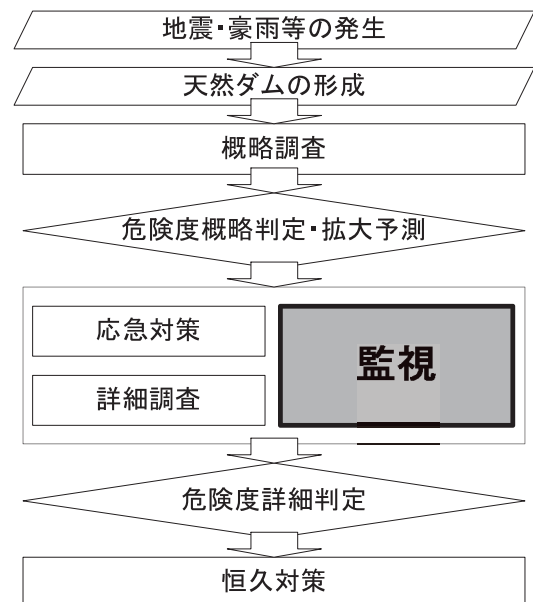 地震・豪雨等の発生
天然ダムの形成
概略調査
危険度概略判定・拡大予測
応急対策
監視
詳細調査
危険度詳細判定
恒久対策